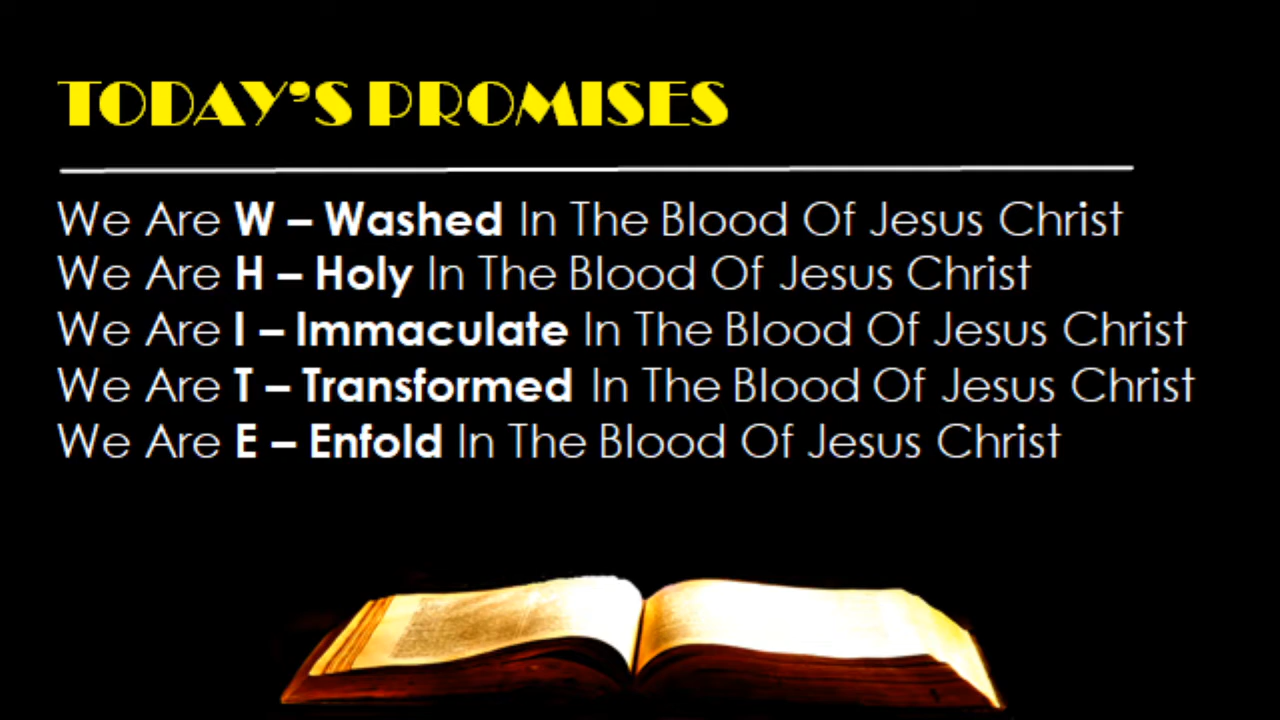 TODAY'S PROMISES
We Are W – Washed In The Blood Of Jesus Christ
We Are H – Holy In The Blood Of Jesus Christ
We Are I – Immaculate In The Blood Of Jesus Christ
We Are T – Transformed In The Blood Of Jesus Christ
We Are E – Enfold In The Blood Of Jesus Christ